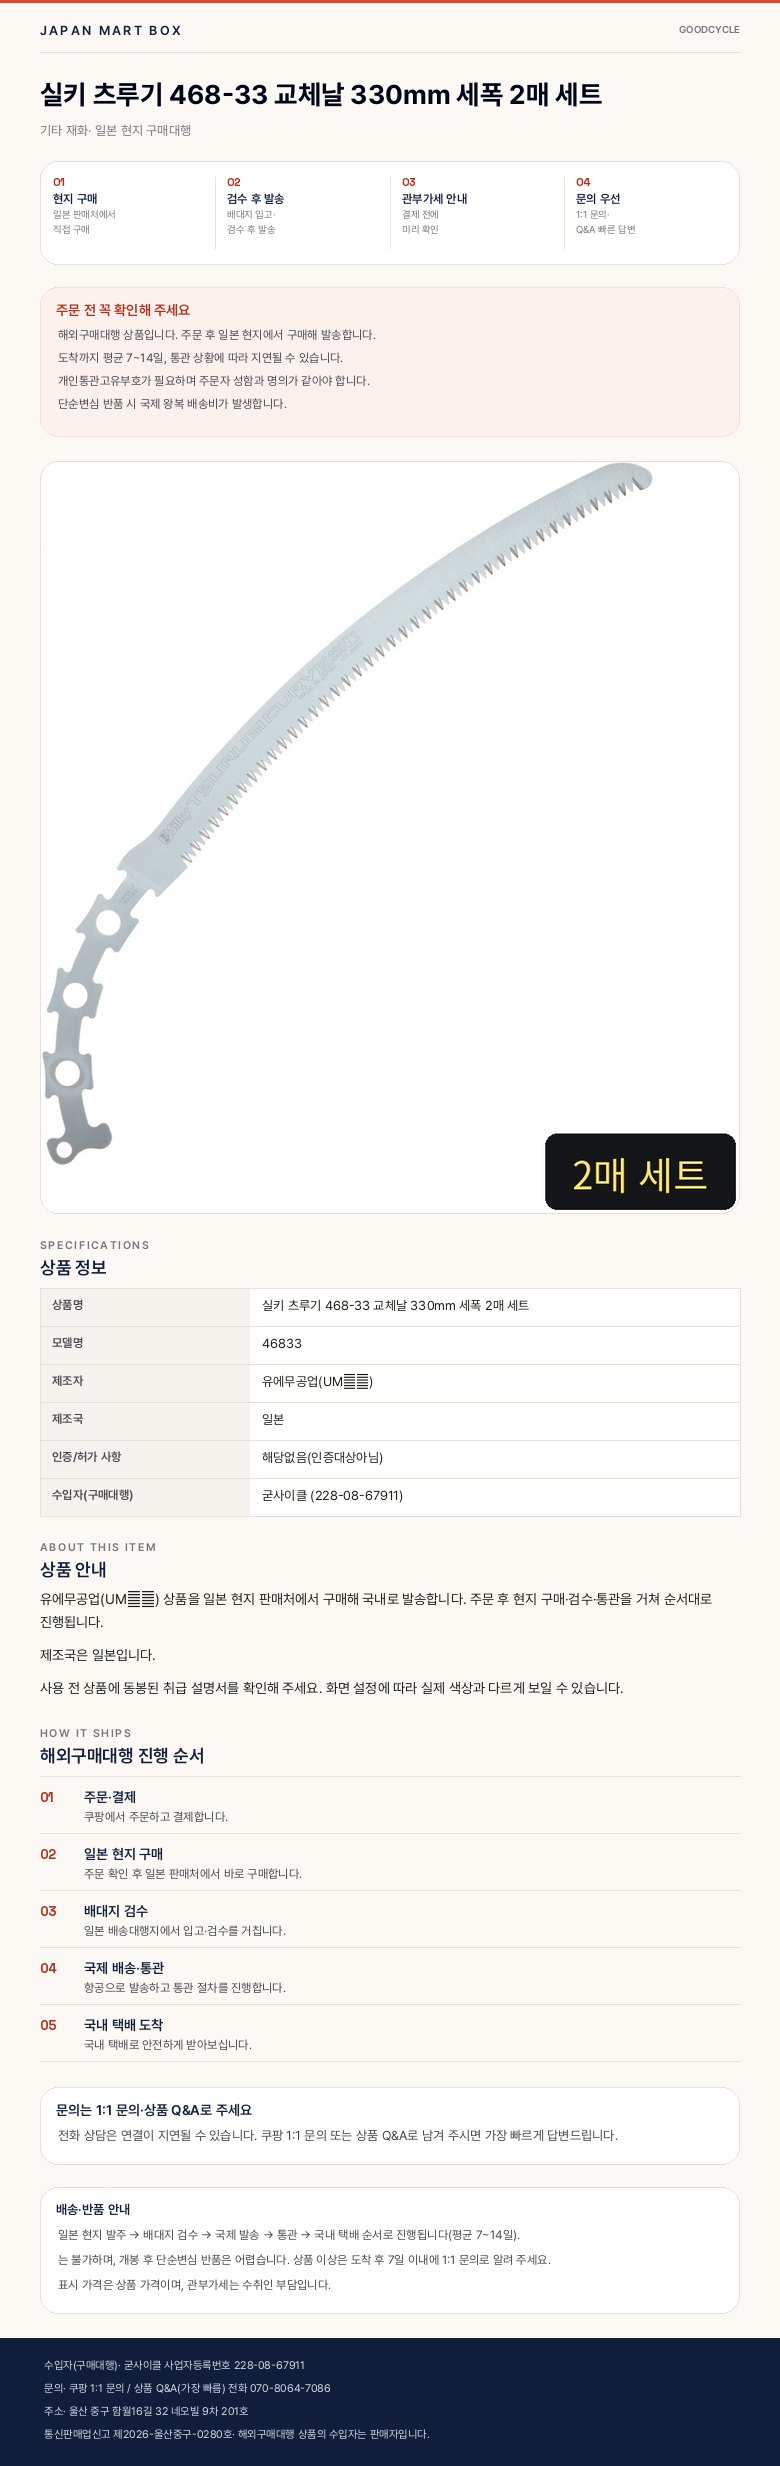 JAPAN MART BOX
GOODCYCLE
실키 츠루기 468-33 교체날 330mm 세폭 2매 세트
기타 재화· 일본 현지 구매대행
01
현지 구매
일본 판매처에서
직접 구매
02
검수 후 발송
배대지 입고·
검수 후 발송
03
관부가세 안내
결제 전에
미리 확인
04
문의 우선
1:1 문의·
Q&A 빠른 답변
주문 전 꼭 확인해 주세요
해외구매대행 상품입니다. 주문 후 일본 현지에서 구매해 발송합니다.
도착까지 평균 7~14일, 통관 상황에 따라 지연될 수 있습니다.
개인통관고유부호가 필요하며 주문자 성함과 명의가 같아야 합니다.
단순변심 반품 시 국제 왕복 배송비가 발생합니다.
Silky TSURUGI CURVE
2매 세트
SPECIFICATIONS
상품 정보
상품명 실키 츠루기 468-33 교체날 330mm 세폭 2매 세트
모델명 46833
제조자 유에무공업(UM)
제조국 일본
인증/허가 사항 해당없음(인증대상아님)
수입자(구매대행) 굳사이클 (228-08-67911)
ABOUT THIS ITEM
상품 안내
유에무공업(UM) 상품을 일본 현지 판매처에서 구매해 국내로 발송합니다. 주문 후 현지 구매·검수·통관을 거쳐 순서대로
진행됩니다.
제조국은 일본입니다.
사용 전 상품에 동봉된 취급 설명서를 확인해 주세요. 화면 설정에 따라 실제 색상과 다르게 보일 수 있습니다.
HOW IT SHIPS
해외구매대행 진행 순서
01 주문·결제
쿠팡에서 주문하고 결제합니다.
02 일본 현지 구매
주문 확인 후 일본 판매처에서 바로 구매합니다.
03 배대지 검수
일본 배송대행지에서 입고·검수를 거칩니다.
04 국제 배송·통관
항공으로 발송하고 통관 절차를 진행합니다.
05 국내 택배 도착
국내 택배로 안전하게 받아보십니다.
문의는 1:1 문의·상품 Q&A로 주세요
전화 상담은 연결이 지연될 수 있습니다. 쿠팡 1:1 문의 또는 상품 Q&A로 남겨 주시면 가장 빠르게 답변드립니다.
배송·반품 안내
일본 현지 발주 → 배대지 검수 → 국제 발송 → 통관 → 국내 택배 순서로 진행됩니다(평균 7~14일).
는 불가하며, 개봉 후 단순변심 반품은 어렵습니다. 상품 이상은 도착 후 7일 이내에 1:1 문의로 알려 주세요.
표시 가격은 상품 가격이며, 관부가세는 수취인 부담입니다.
수입자(구매대행)· 굳사이클 사업자등록번호 228-08-67911
문의· 쿠팡 1:1 문의 / 상품 Q&A(가장 빠름) 전화 070-8064-7086
주소· 울산 중구 함월16길 32 네오빌 9차 201호
통신판매업신고 제2026-울산중구-0280호· 해외구매대행 상품의 수입자는 판매자입니다.